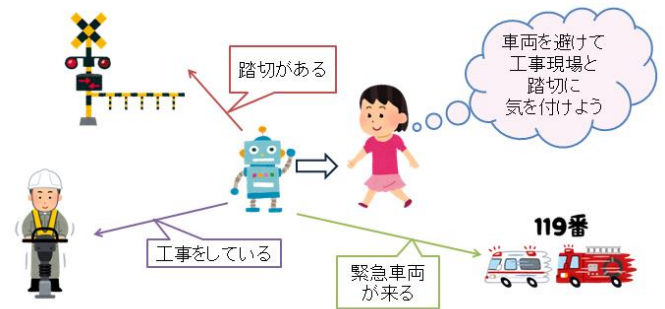 踏切がある
車両を避けて
工事現場と
踏切に
気を付けよう
工事をしている
緊急車両
が来る
119番